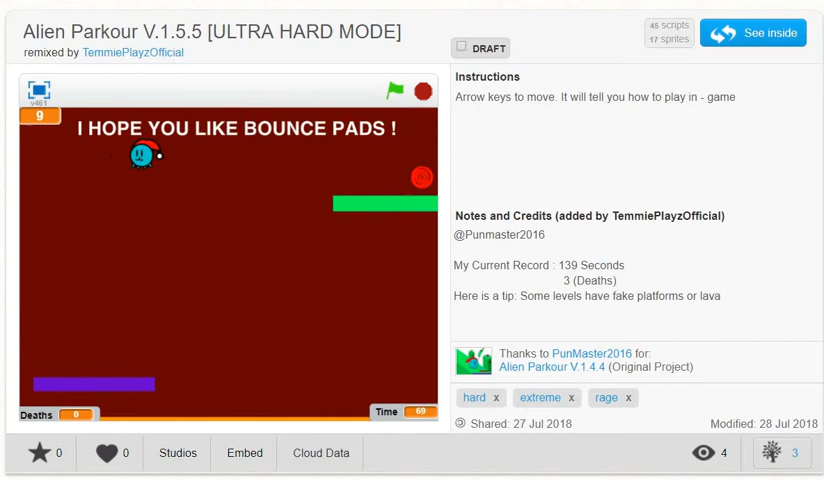 Alien Parkour V.1.5.5 [ULTRA HARD MODE]
remixed by TemmiePlayzOfficial
DRAFT
45 scripts
17 sprites
See inside
v461
9
I HOPE YOU LIKE BOUNCE PADS !
Deaths 0
Time 69
Instructions
Arrow keys to move. It will tell you how to play in - game
Notes and Credits (added by TemmiePlayzOfficial)
@Punmaster2016
My Current Record : 139 Seconds
3 (Deaths)
Here is a tip: Some levels have fake platforms or lava
Thanks to PunMaster2016 for:
Alien Parkour V.1.4.4 (Original Project)
hard x extreme x rage x
Shared: 27 Jul 2018 Modified: 28 Jul 2018
0 0 Studios Embed Cloud Data 4 3